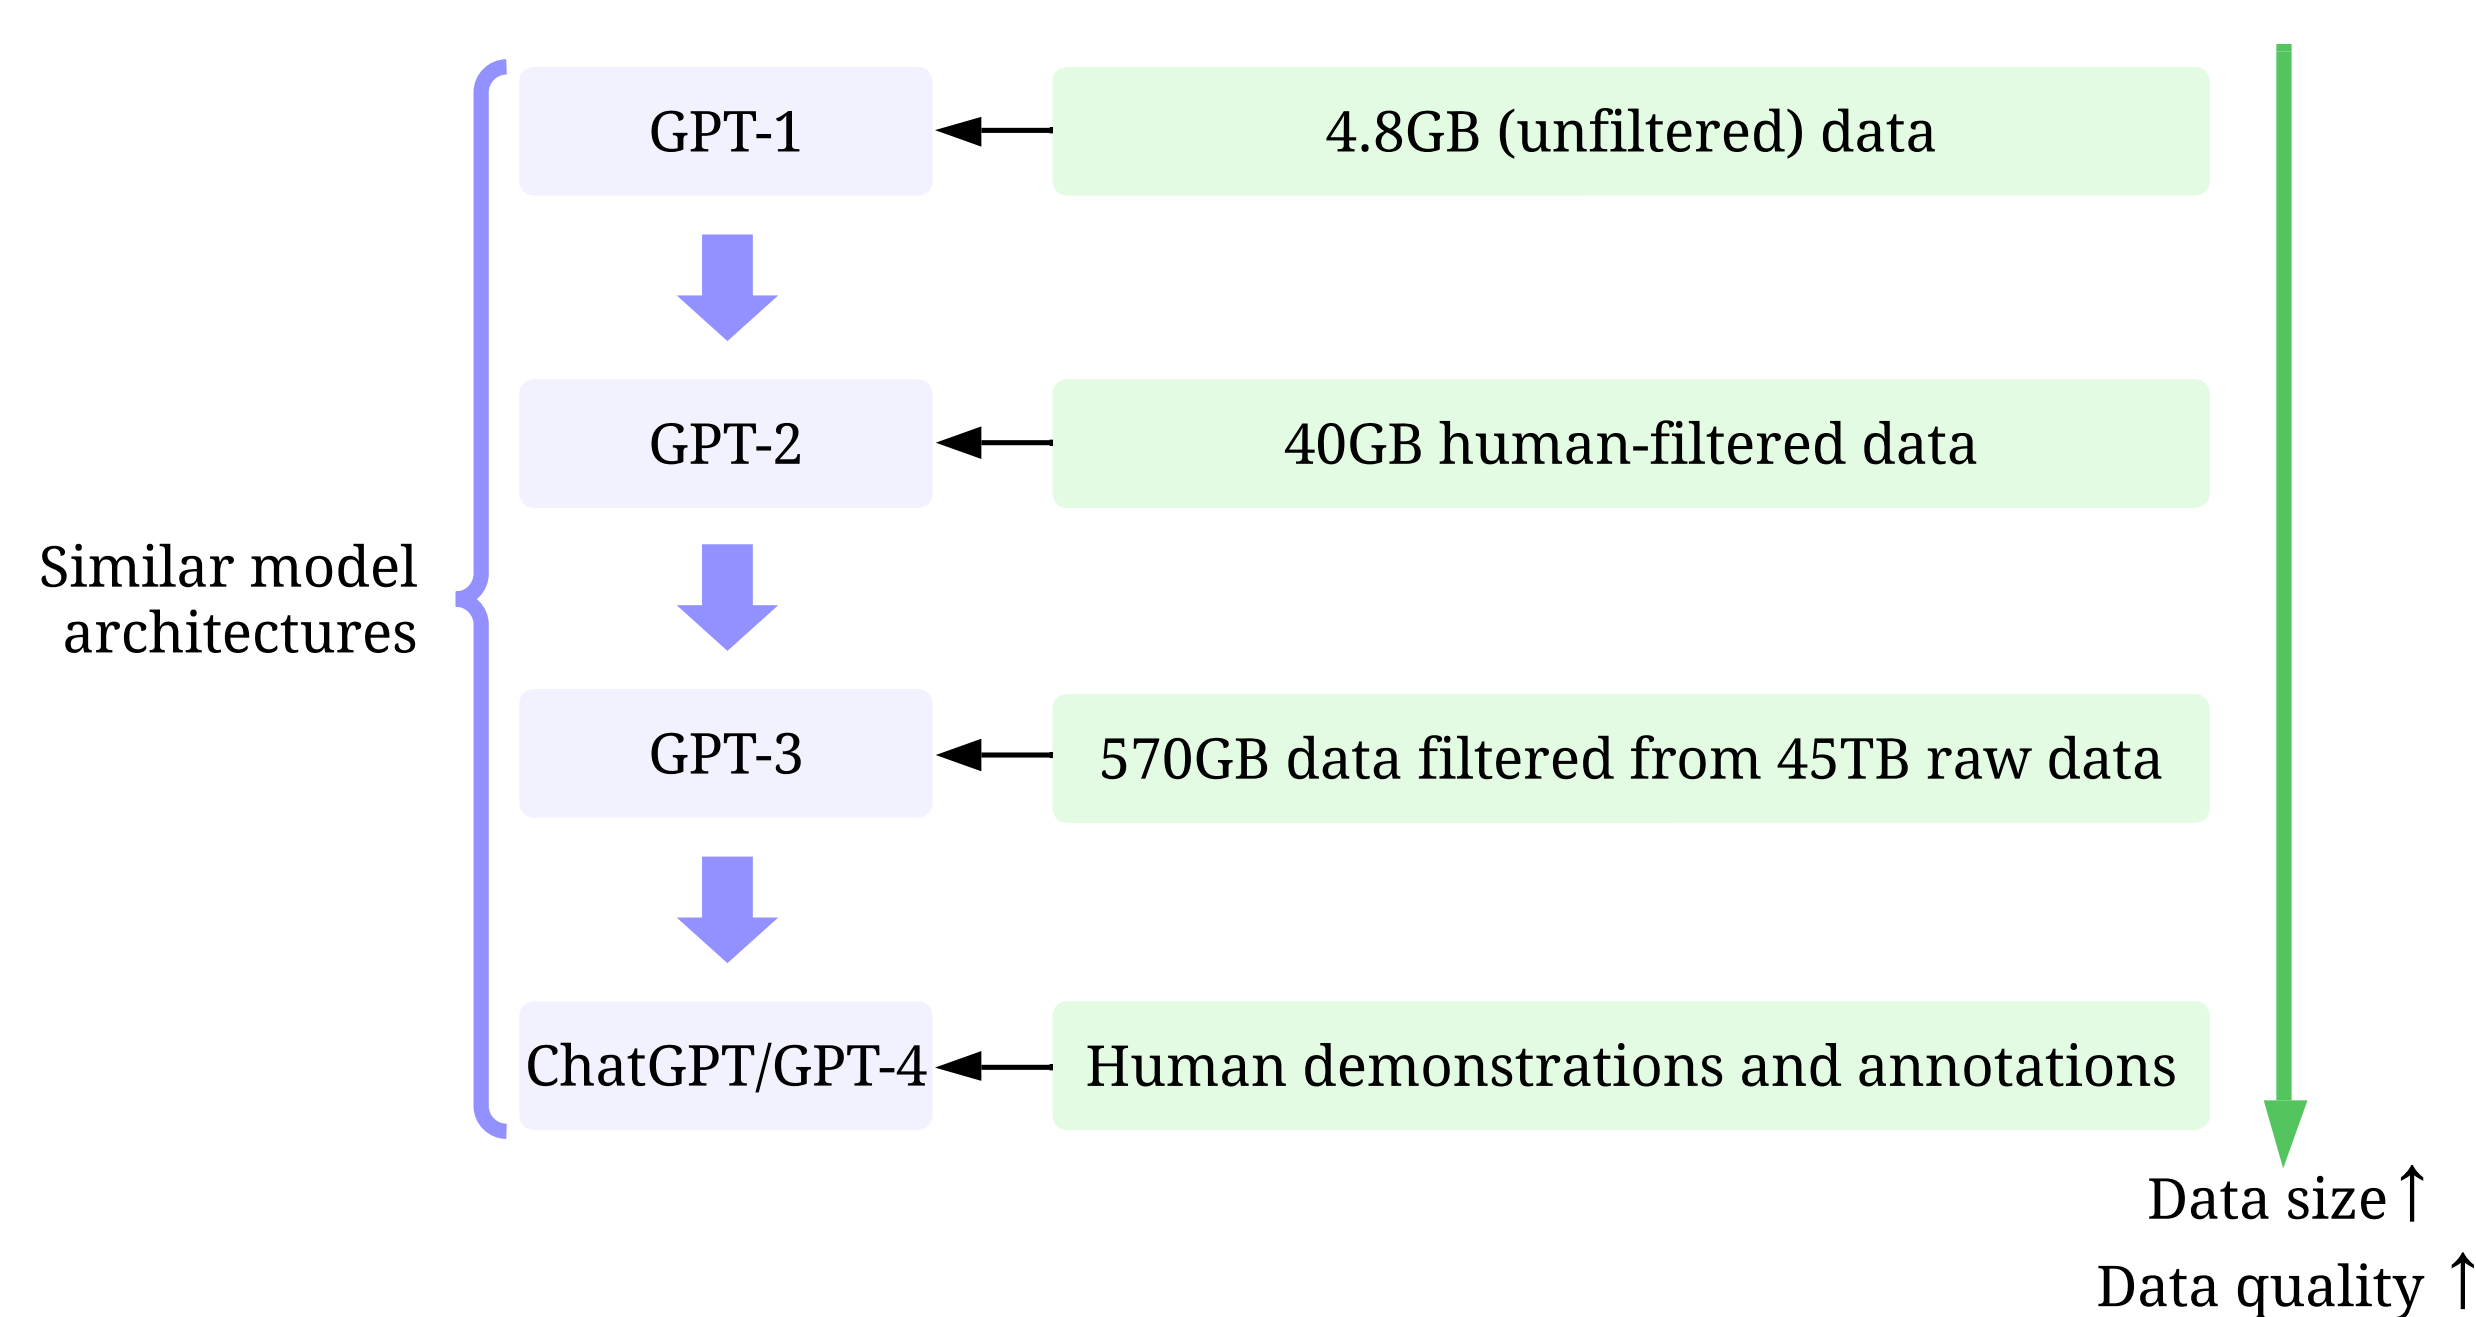 GPT-1
4.8GB (unfiltered) data
GPT-2
40GB human-filtered data
Similar model
architectures
GPT-3
570GB data filtered from 45TB raw data
ChatGPT/GPT-4
Human demonstrations and annotations
Data size↑
Data quality ↑